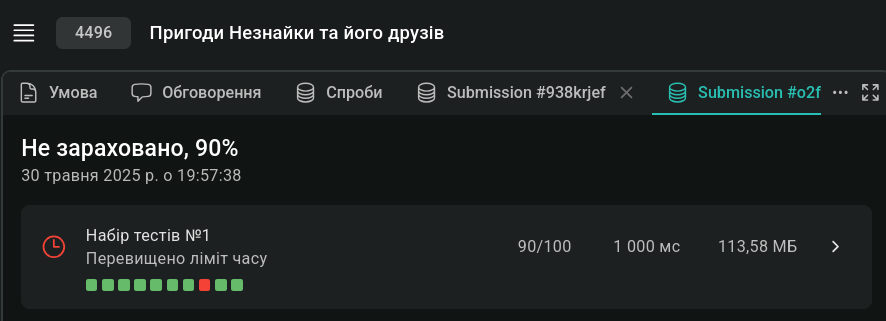 4496 Пригоди Незнайки та його друзів
Умова Обговорення Спроби Submission #938krjef Submission #o2f
Не зараховано, 90%
30 травня 2025 р. о 19:57:38
Набір тестів №1
Перевищено ліміт часу
90/100 1 000 мс 113,58 МБ